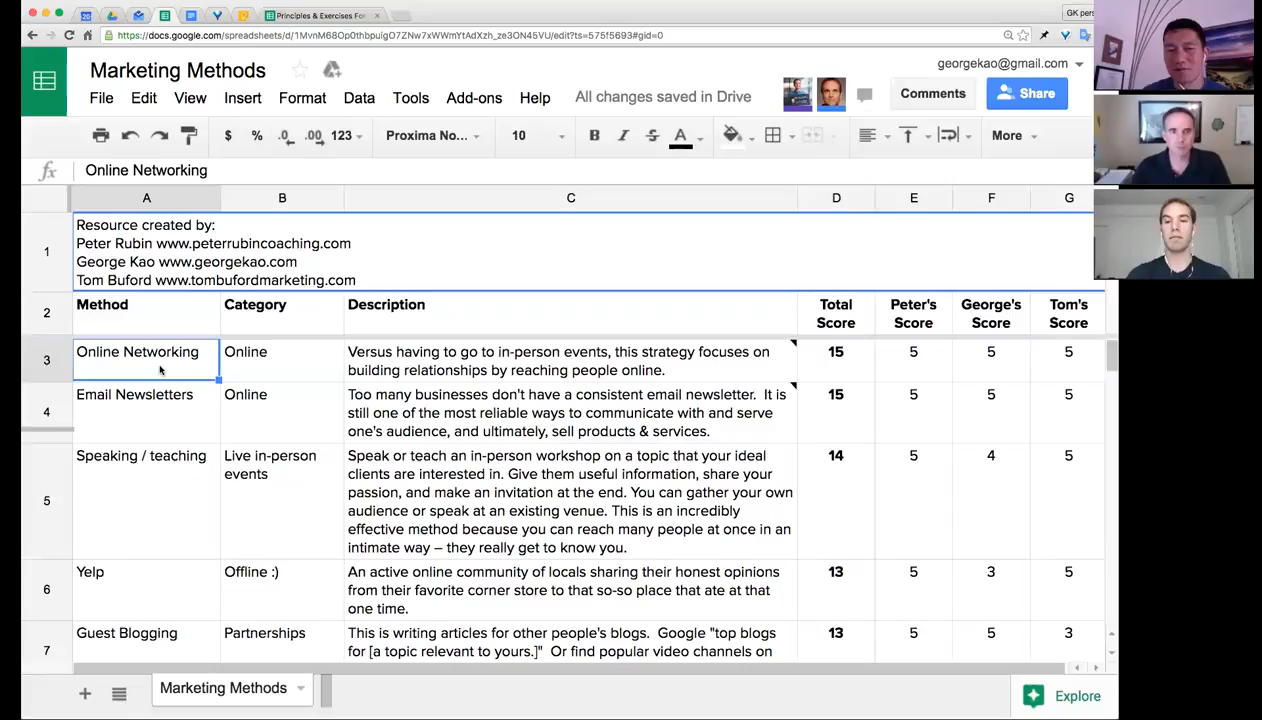 20
Principles & Exercises For
GK pers
https://docs.google.com/spreadsheets/d/1MvnM68Op0thbpuigO7ZNw7xWWmYtAdXzh_ze3ON45VU/edit?ts=575f5693#gid=0
Marketing Methods
georgekao@gmail.com
File Edit View Insert Format Data Tools Add-ons Help All changes saved in Drive
Comments
Share
$ % .0 .00 123 Proxima No... 10 B I S A More
fx Online Networking
A B C D E F G
1
Resource created by:
Peter Rubin www.peterrubincoaching.com
George Kao www.georgekao.com
Tom Buford www.tombufordmarketing.com
2 Method Category Description Total Score Peter's Score George's Score Tom's Score
3 Online Networking Online Versus having to go to in-person events, this strategy focuses on 15 5 5 5
building relationships by reaching people online.
4 Email Newsletters Online Too many businesses don't have a consistent email newsletter. It is 15 5 5 5
still one of the most reliable ways to communicate with and serve
one's audience, and ultimately, sell products & services.
5 Speaking / teaching Live in-person events Speak or teach an in-person workshop on a topic that your ideal 14 5 4 5
clients are interested in. Give them useful information, share your
passion, and make an invitation at the end. You can gather your own
audience or speak at an existing venue. This is an incredibly
effective method because you can reach many people at once in an
intimate way – they really get to know you.
6 Yelp Offline :) An active online community of locals sharing their honest opinions 13 5 3 5
from their favorite corner store to that so-so place that ate at that
one time.
7 Guest Blogging Partnerships This is writing articles for other people's blogs. Google "top blogs 13 5 5 3
for [a topic relevant to yours.]" Or find popular video channels on
Marketing Methods
Explore